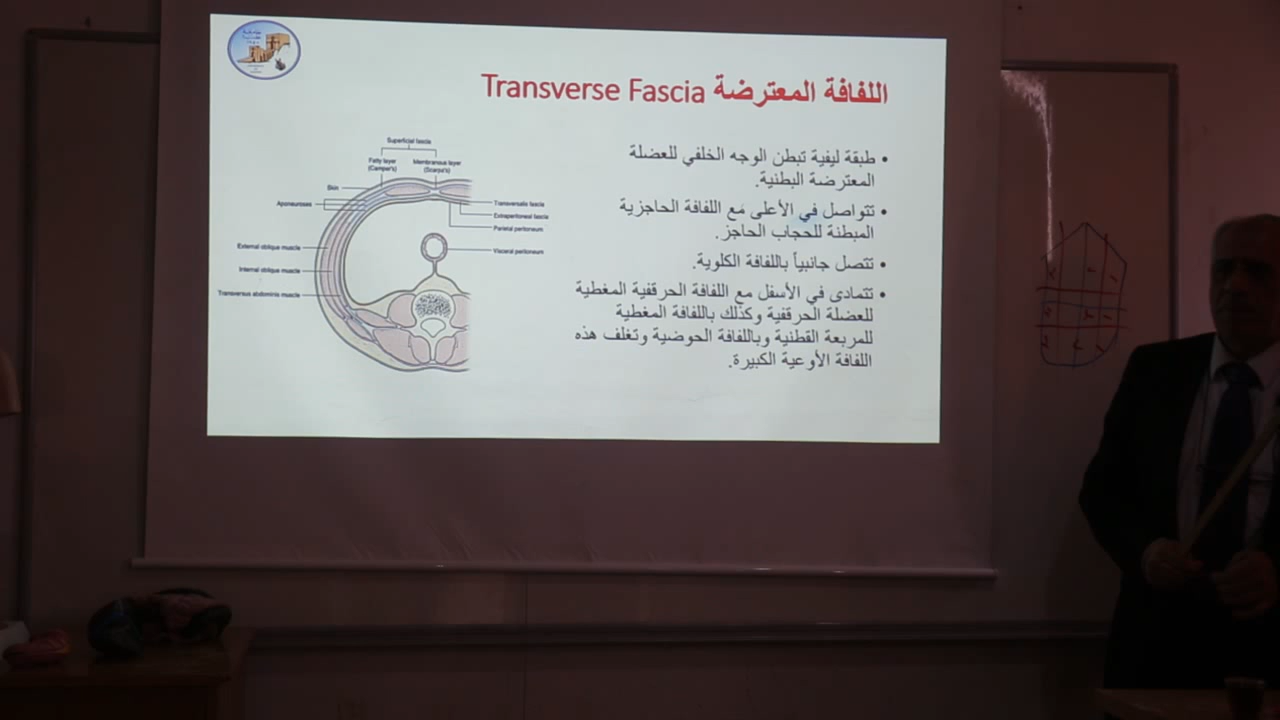 اللفافة المعترضة Transverse Fascia
• طبقة ليفية تبطن الوجه الخلفي للعضلة
المعترضة البطنية.
• تتواصل في الأعلى مع اللفافة الحاجزية
المبطنة للحجاب الحاجز.
• تتصل جانبياً باللفافة الكلوية.
• تتمادى في الأسفل مع اللفافة الحرقفية المغطية
للعضلة الحرقفية وكذلك باللفافة المغطية
للمربعة القطنية وباللفافة الحوضية وتغلف هذه
اللفافة الأوعية الكبيرة.
Superficial fascia
Fatty layer
(Camper's)
Membranous layer
(Scarpa's)
Skin
Aponeuroses
Transversalis fascia
Extraperitoneal fascia
Parietal peritoneum
Visceral peritoneum
External oblique muscle
Internal oblique muscle
Transversus abdominis muscle